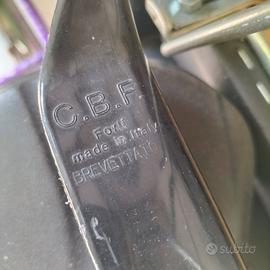 C.B.F.
Forlì
made in Italy
BREVETTATO
subito